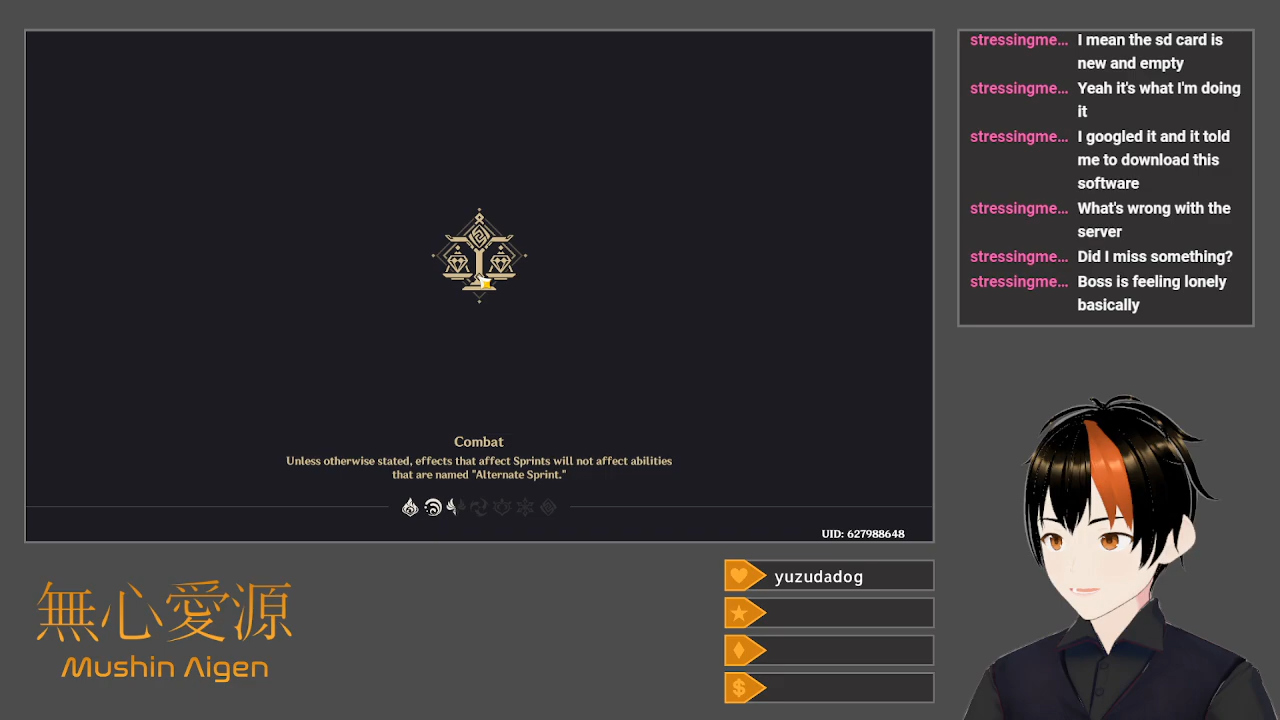 stressingme... I mean the sd card is
new and empty
stressingme... Yeah it's what I'm doing
it
stressingme... I googled it and it told
me to download this
software
stressingme... What's wrong with the
server
stressingme... Did I miss something?
stressingme... Boss is feeling lonely
basically
Combat
Unless otherwise stated, effects that affect Sprints will not affect abilities
that are named "Alternate Sprint."
UID: 627988648
yuzudadog
無心愛源
Mushin Aigen